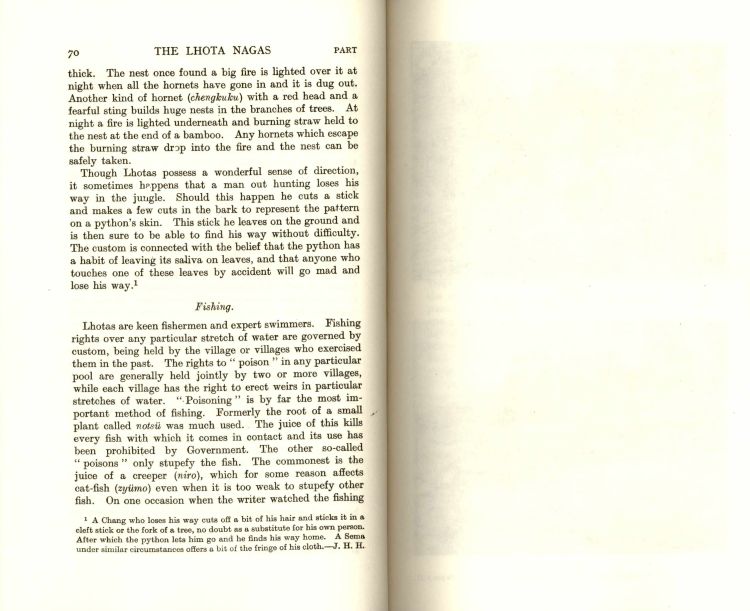 70 THE LHOTA NAGAS PART
thick. The nest once found a big fire is lighted over it at
night when all the hornets have gone in and it is dug out.
Another kind of hornet (chengkuku) with a red head and a
fearful sting builds huge nests in the branches of trees. At
night a fire is lighted underneath and burning straw held to
the nest at the end of a bamboo. Any hornets which escape
the burning straw drop into the fire and the nest can be
safely taken.
Though Lhotas possess a wonderful sense of direction,
it sometimes happens that a man out hunting loses his
way in the jungle. Should this happen he cuts a stick
and makes a few cuts in the bark to represent the pattern
on a python's skin. This stick he leaves on the ground and
is then sure to be able to find his way without difficulty.
The custom is connected with the belief that the python has
a habit of leaving its saliva on leaves, and that anyone who
touches one of these leaves by accident will go mad and
lose his way.¹
Fishing.
Lhotas are keen fishermen and expert swimmers. Fishing
rights over any particular stretch of water are governed by
custom, being held by the village or villages who exercised
them in the past. The rights to " poison " in any particular
pool are generally held jointly by two or more villages,
while each village has the right to erect weirs in particular
stretches of water. " Poisoning " is by far the most im-
portant method of fishing. Formerly the root of a small
plant called notsü was much used. The juice of this kills
every fish with which it comes in contact and its use has
been prohibited by Government. The other so-called
" poisons " only stupefy the fish. The commonest is the
juice of a creeper (niro), which for some reason affects
cat-fish (zyümo) even when it is too weak to stupefy other
fish. On one occasion when the writer watched the fishing
¹ A Chang who loses his way cuts off a bit of his hair and sticks it in a
cleft stick or the fork of a tree, no doubt as a substitute for his own person.
After which the python lets him go and he finds his way home. A Sema
under similar circumstances offers a bit of the fringe of his cloth.—J. H. H.